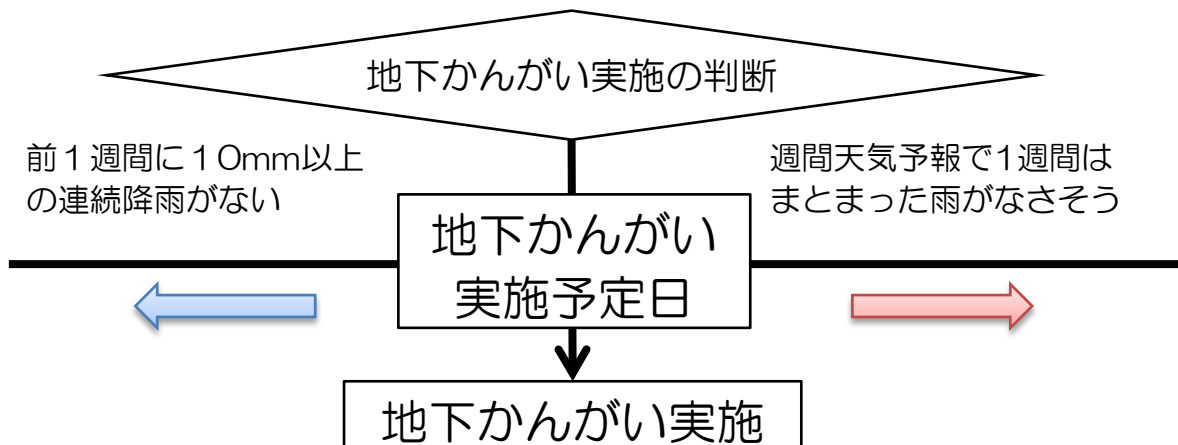 地下かんがい実施の判断
前１週間に１０mm以上
の連続降雨がない
週間天気予報で1週間は
まとまった雨がなさそう
地下かんがい
実施予定日
地下かんがい実施